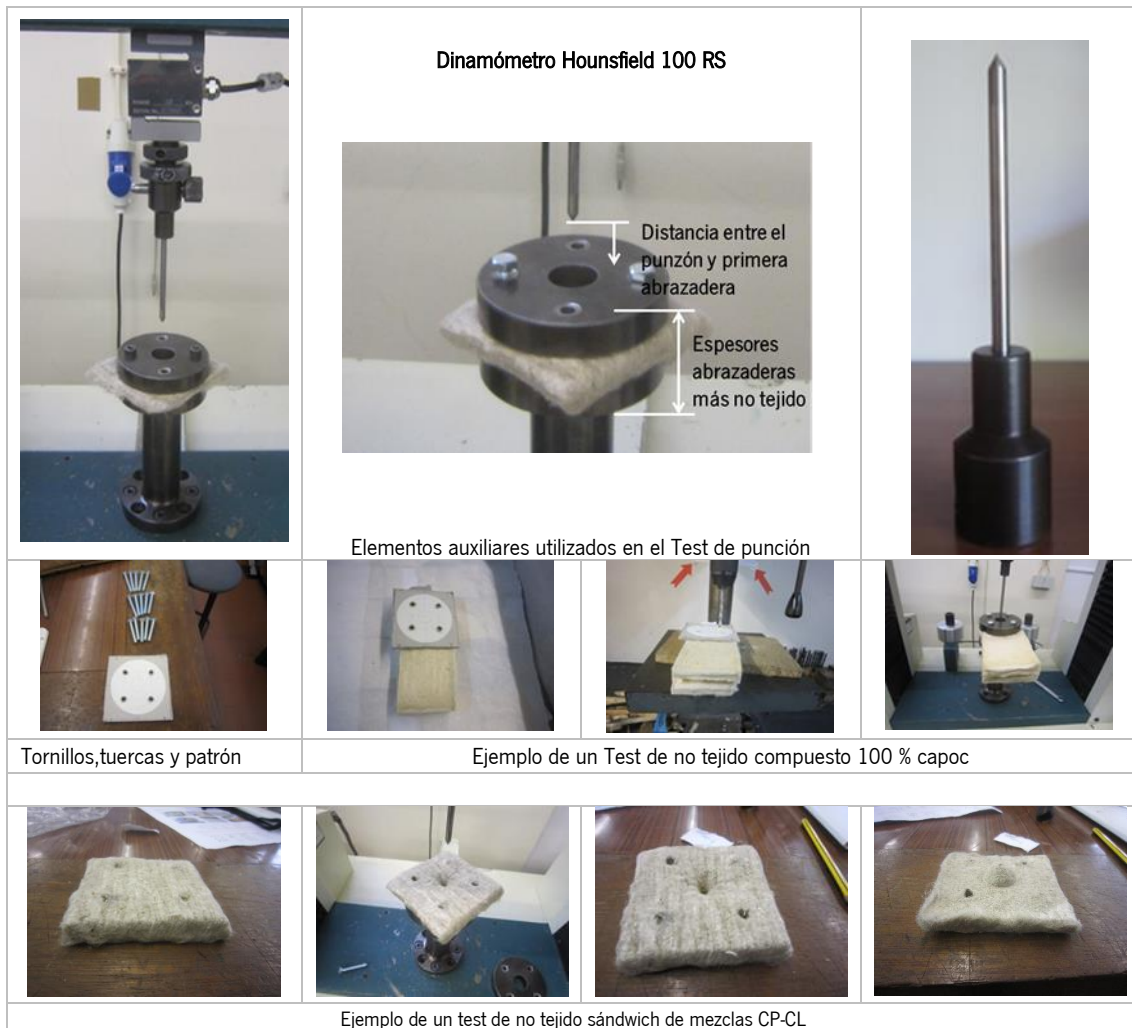 Dinamómetro Hounsfield 100 RS
Distancia entre el
punzón y primera
abrazadera
Espesores
abrazaderas
más no tejido
Elementos auxiliares utilizados en el Test de punción
Tornillos,tuercas y patrón
Ejemplo de un Test de no tejido compuesto 100 % capoc
Ejemplo de un test de no tejido sándwich de mezclas CP-CL